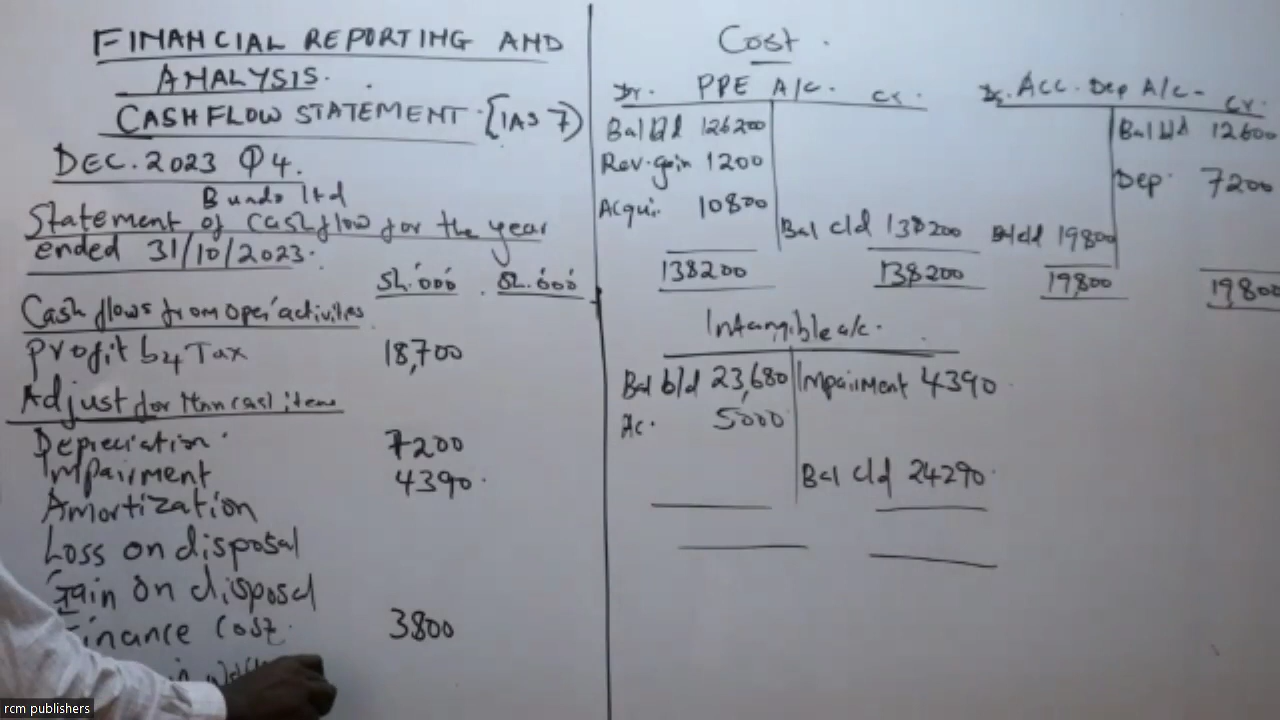 FINANCIAL REPORTING AND
ANALYSIS.
CASHFLOW STATEMENT. [IAS 7)
DEC. 2023 Q4.
Bundo ltd
Statement of cashflow for the year
ended 31/10/2023.
Sh.'000' Sh.'000'
Cash flows from oper' activities
Profit b4 Tax 18,700
Adjust for Non cash items
Depreciation 7200
Impairment 4390
Amortization
Loss on disposal
Gain on disposal
Finance Cost 3800
Cost.
Dr. PPE A/c. Cr.
Bal b/d 126200
Rev. gain 1200
Acqui. 10800
Bal c/d 138200
138200 138200
Dr. Acc. Dep A/c Cr.
Bal b/d 12600
Dep 7200
Bal c/d 19800
19,800 19,800
Intangible a/c.
Bal b/d 23,680 Impairment 4390
Ac. 5000
Bal c/d 24290
rcm publishers